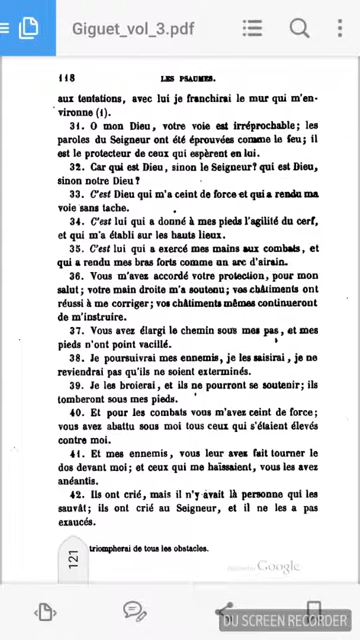 Giguet_vol_3.pdf
118 LES PSAUMES.
aux tentations, avec lui je franchirai le mur qui m'en-
vironne (1).
31. O mon Dieu, votre voie est irréprochable; les
paroles du Seigneur ont été éprouvées comme le feu; il
est le protecteur de ceux qui espèrent en lui.
32. Car qui est Dieu, sinon le Seigneur? qui est Dieu,
sinon notre Dieu?
33. C'est Dieu qui m'a ceint de force et qui a rendu ma
voie sans tache.
34. C'est lui qui a donné à mes pieds l'agilité du cerf,
et qui m'a établi sur les hauts lieux.
35. C'est lui qui a exercé mes mains aux combats, et
qui a rendu mes bras forts comme un arc d'airain.
36. Vous m'avez accordé votre protection, pour mon
salut; votre main droite m'a soutenu; vos châtiments ont
réussi à me corriger; vos châtiments mêmes continueront
de m'instruire.
37. Vous avez élargi le chemin sous mes pas, et mes
pieds n'ont point vacillé.
38. Je poursuivrai mes ennemis, je les saisirai, je ne
reviendrai pas qu'ils ne soient exterminés.
39. Je les broierai, et ils ne pourront se soutenir; ils
tomberont sous mes pieds.
40. Et pour les combats vous m'avez ceint de force;
vous avez abattu sous moi tous ceux qui s'étaient élevés
contre moi.
41. Et mes ennemis, vous leur avez fait tourner le
dos devant moi; et ceux qui me haïssaient, vous les avez
anéantis.
42. Ils ont crié, mais il n'y avait là personne qui les
sauvât; ils ont crié au Seigneur, et il ne les a pas
exaucés.
triompherai de tous les obstacles.
121
Google
DU SCREEN RECORDER